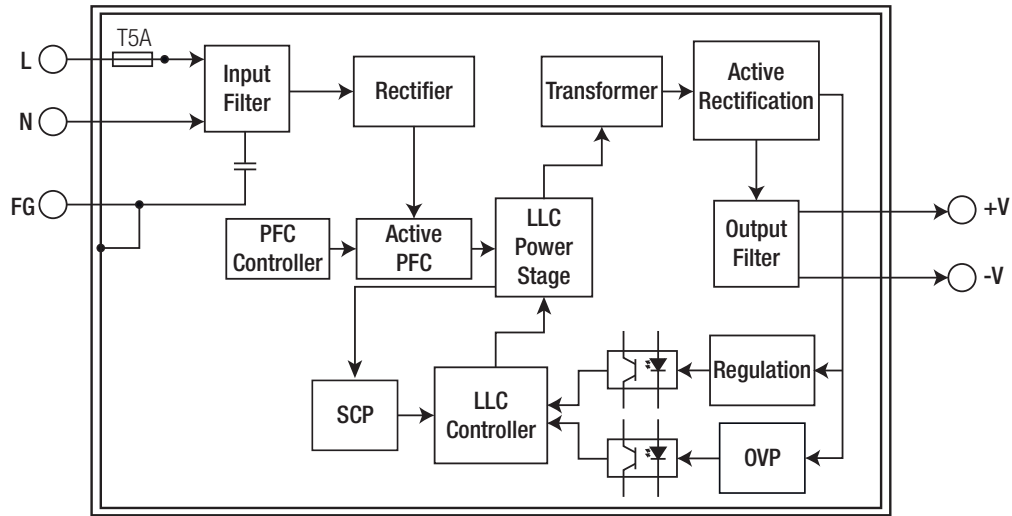 T5A
L
Input
Filter
Rectifier
Transformer
Active
Rectification
N
FG
PFC
Controller
Active
PFC
LLC
Power
Stage
Output
Filter
+V
-V
SCP
LLC
Controller
Regulation
OVP